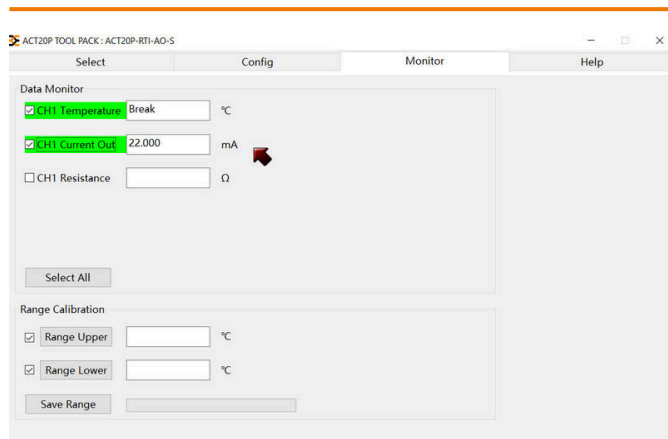 ACT20P TOOL PACK : ACT20P-RTI-AO-S
Select Config Monitor Help
Data Monitor
CH1 Temperature Break °C
CH1 Current Out 22.000 mA
CH1 Resistance Ω
Select All
Range Calibration
Range Upper °C
Range Lower °C
Save Range